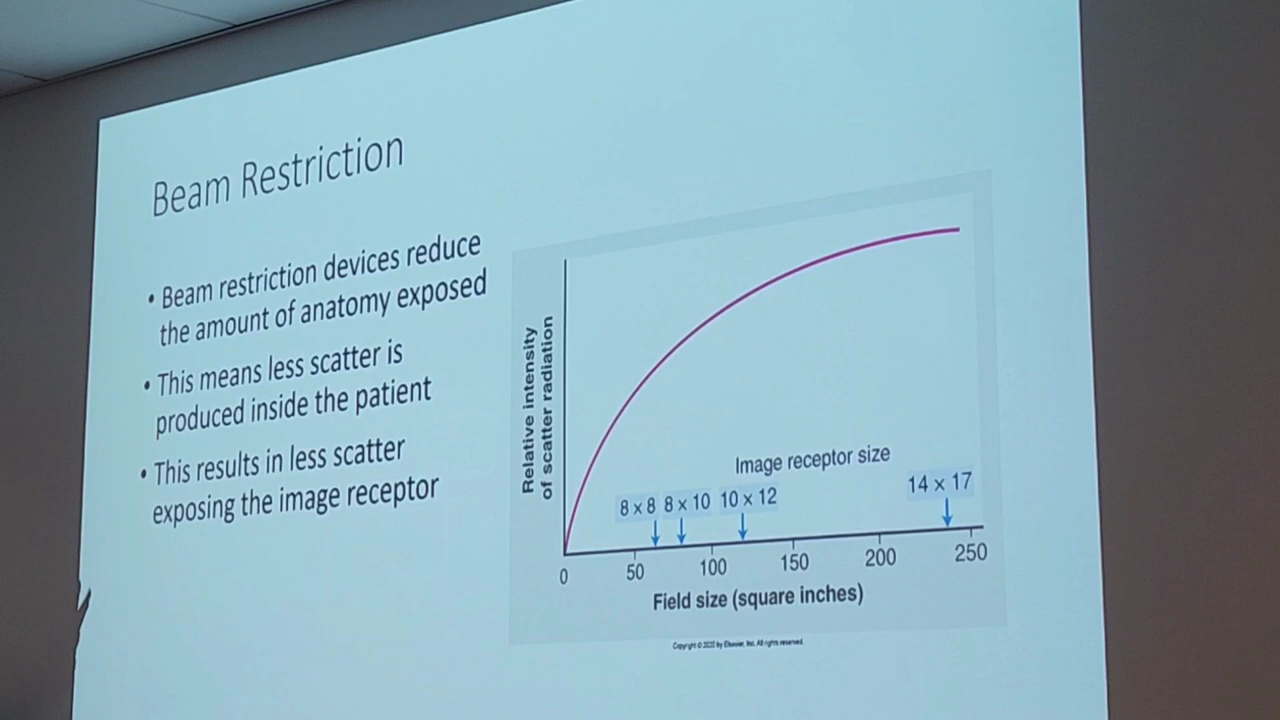 Beam Restriction
• Beam restriction devices reduce
the amount of anatomy exposed
• This means less scatter is
produced inside the patient
• This results in less scatter
exposing the image receptor
Relative intensity
of scatter radiation
Image receptor size
8 x 8 8 x 10 10 x 12 14 x 17
0 50 100 150 200 250
Field size (square inches)
Copyright © 2020 by Elsevier, Inc. All rights reserved.